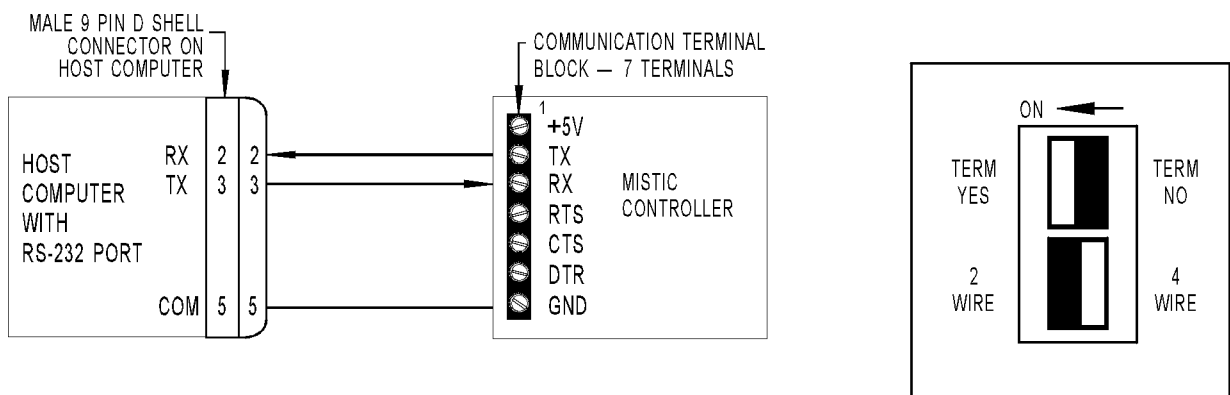 MALE 9 PIN D SHELL
CONNECTOR ON
HOST COMPUTER
COMMUNICATION TERMINAL
BLOCK — 7 TERMINALS
HOST
COMPUTER
WITH
RS-232 PORT
RX 2 2
TX 3 3
COM 5 5
1
+5V
TX
RX
RTS
CTS
DTR
GND
MISTIC
CONTROLLER
ON
TERM
YES
TERM
NO
2
WIRE
4
WIRE